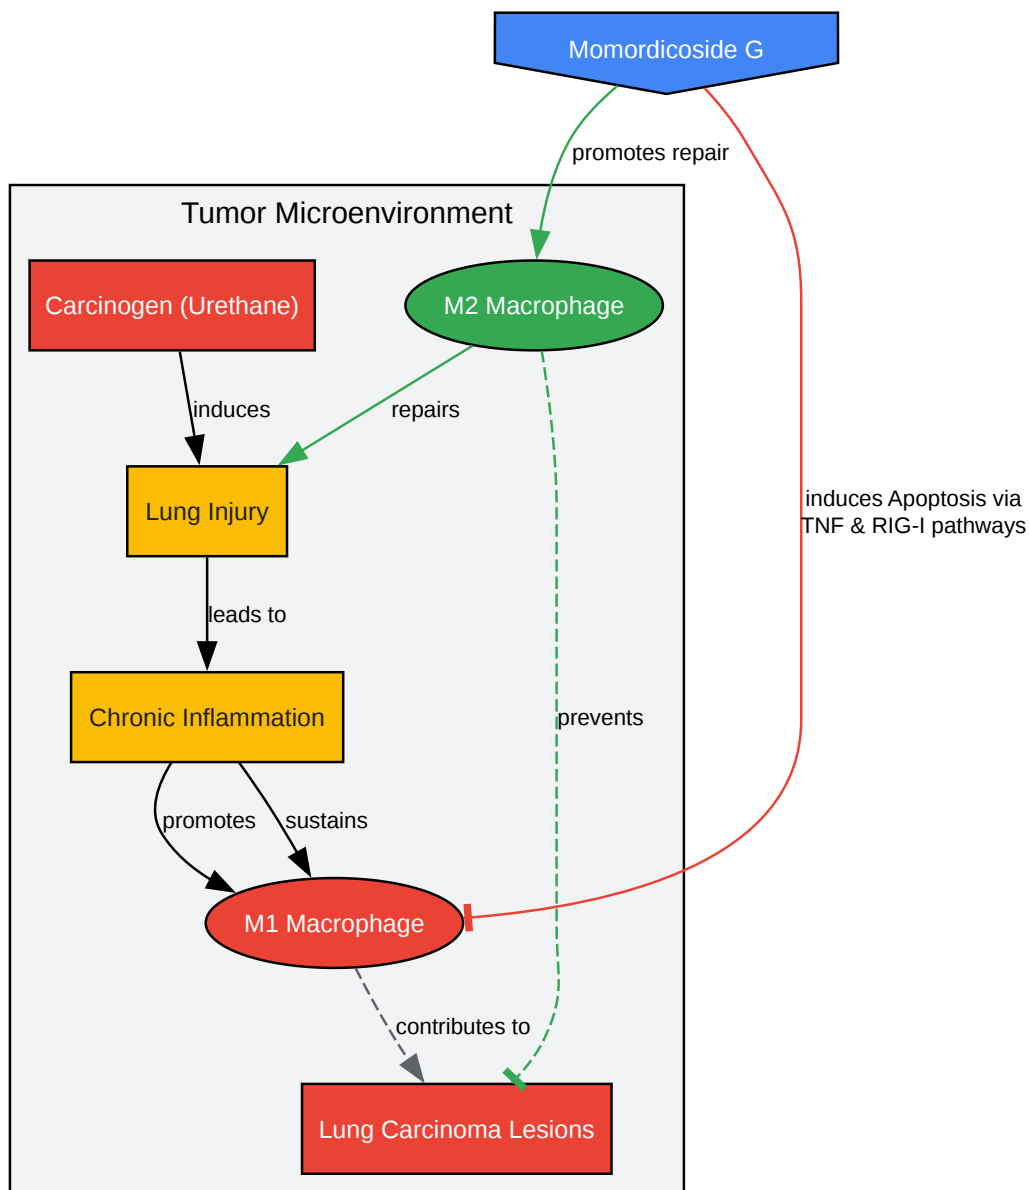 Momordicoside G
promotes repair
Tumor Microenvironment
Carcinogen (Urethane)
M2 Macrophage
induces
repairs
induces Apoptosis via
TNF & RIG-I pathways
Lung Injury
leads to
Chronic Inflammation
prevents
promotes
sustains
M1 Macrophage
contributes to
Lung Carcinoma Lesions